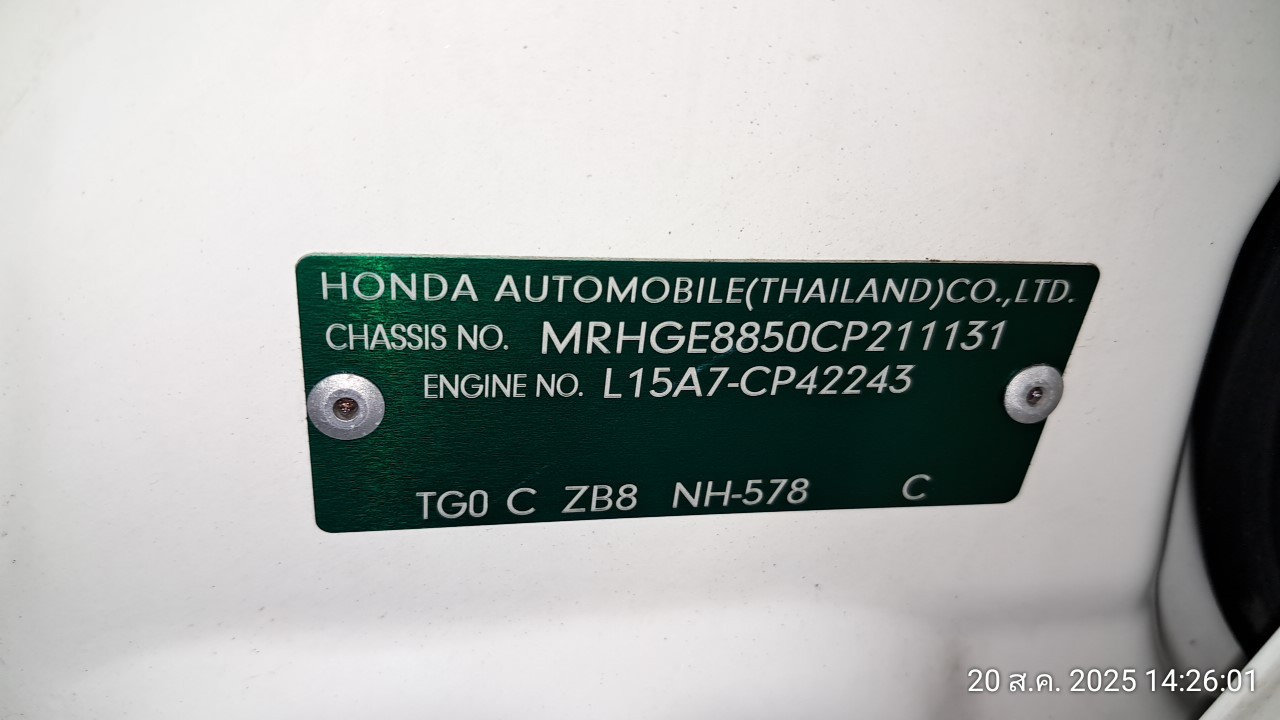 HONDA AUTOMOBILE(THAILAND)CO.,LTD.
CHASSIS NO. MRHGE8850CP211131
ENGINE NO. L15A7-CP42243
TG0 C ZB8 NH-578 C
20 ส.ค. 2025 14:26:01